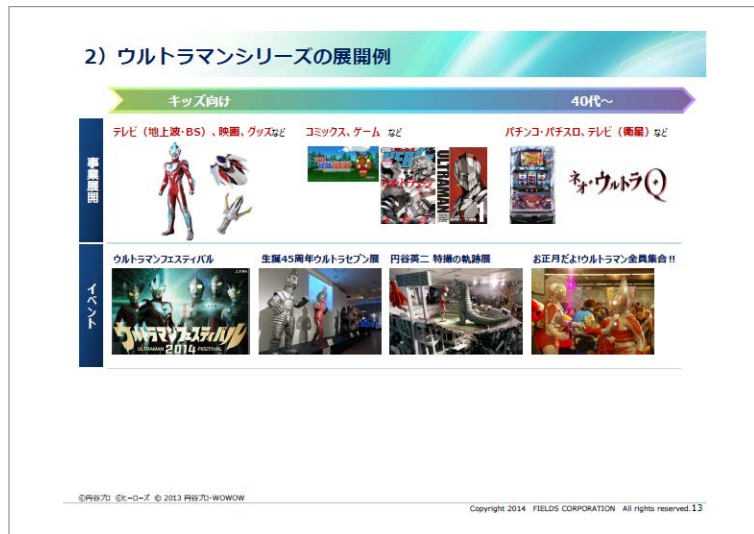 2）ウルトラマンシリーズの展開例
キッズ向け
40代～
事業展開
テレビ（地上波・BS）、映画、グッズなど
コミックス、ゲーム など
パチンコ・パチスロ、テレビ（衛星）など
ULTRAMAN
1
ネオ・ウルトラQ
イベント
ウルトラマンフェスティバル
生誕45周年ウルトラセブン展
円谷英二 特撮の軌跡展
お正月だよ!ウルトラマン全員集合!!
ウルトラマンフェスティバル
ULTRAMAN 2014 FESTIVAL
©円谷プロ ©ヒーローズ © 2013 円谷プロ・WOWOW
Copyright 2014 FIELDS CORPORATION All rights reserved.13